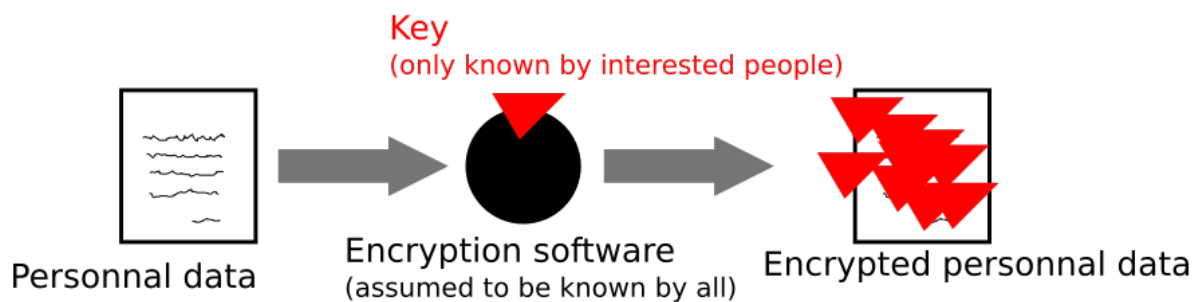 Key
(only known by interested people)
Personnal data
Encryption software
(assumed to be known by all)
Encrypted personnal data